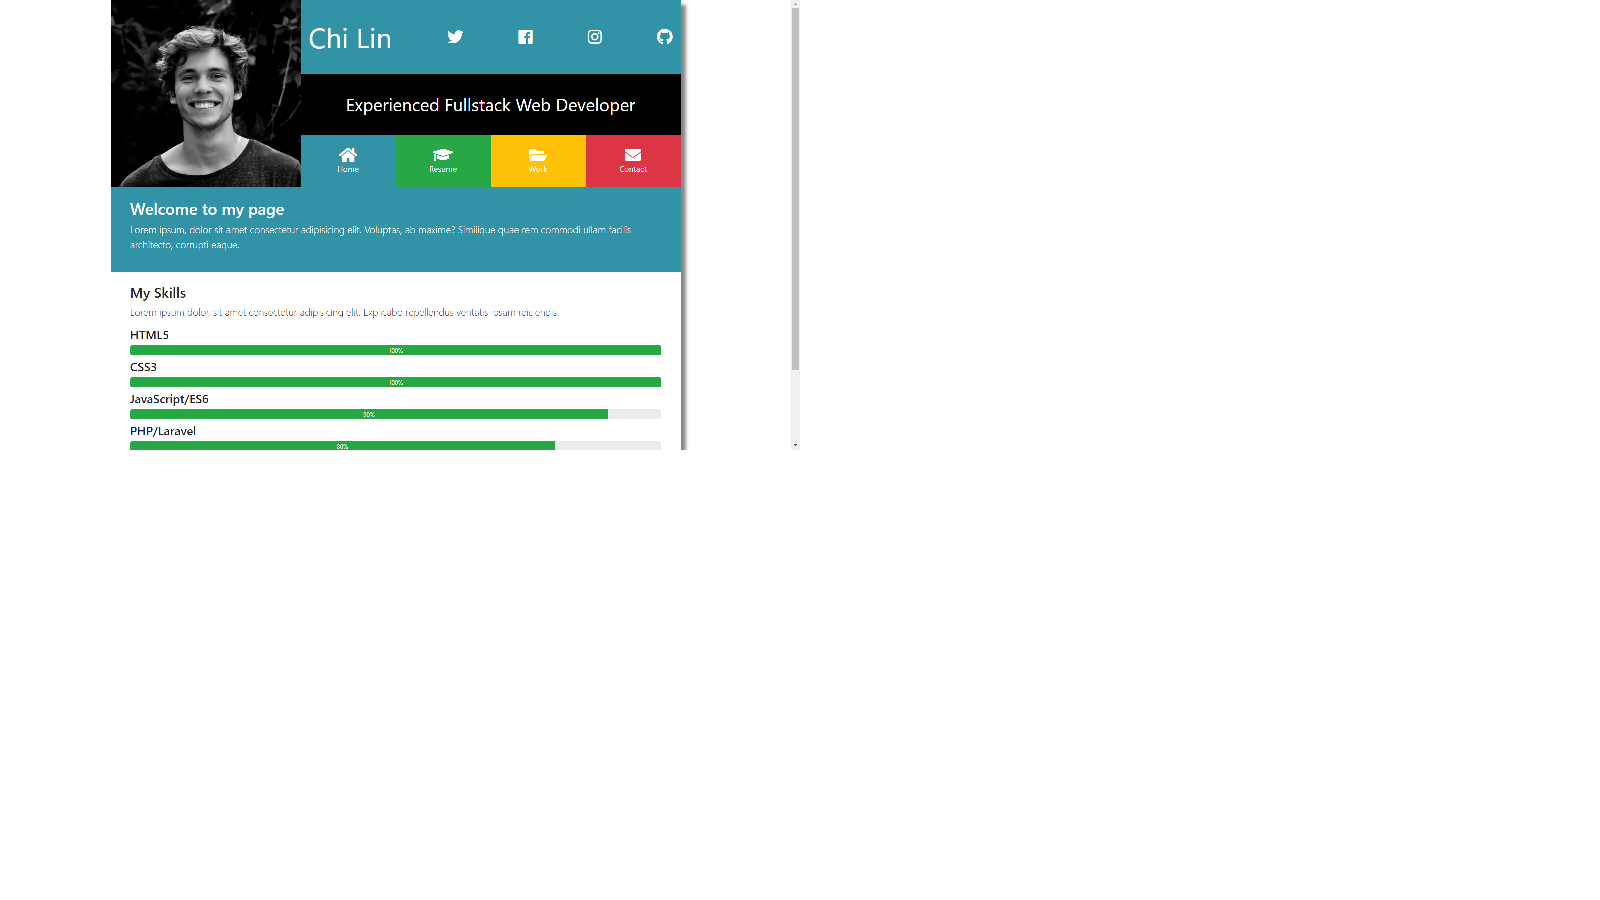 Chi Lin
Experienced Fullstack Web Developer
Home
Resume
Work
Contact
Welcome to my page
Lorem ipsum, dolor sit amet consectetur adipisicing elit. Voluptas, ab maxime? Similique quae rem commodi ullam facilis
architecto, corrupti eaque.
My Skills
Lorem ipsum dolor, sit amet consectetur adipisicing elit. Explicabo repellendus veritatis ipsum reiciendis.
HTML5
100%
CSS3
100%
JavaScript/ES6
90%
PHP/Laravel
80%